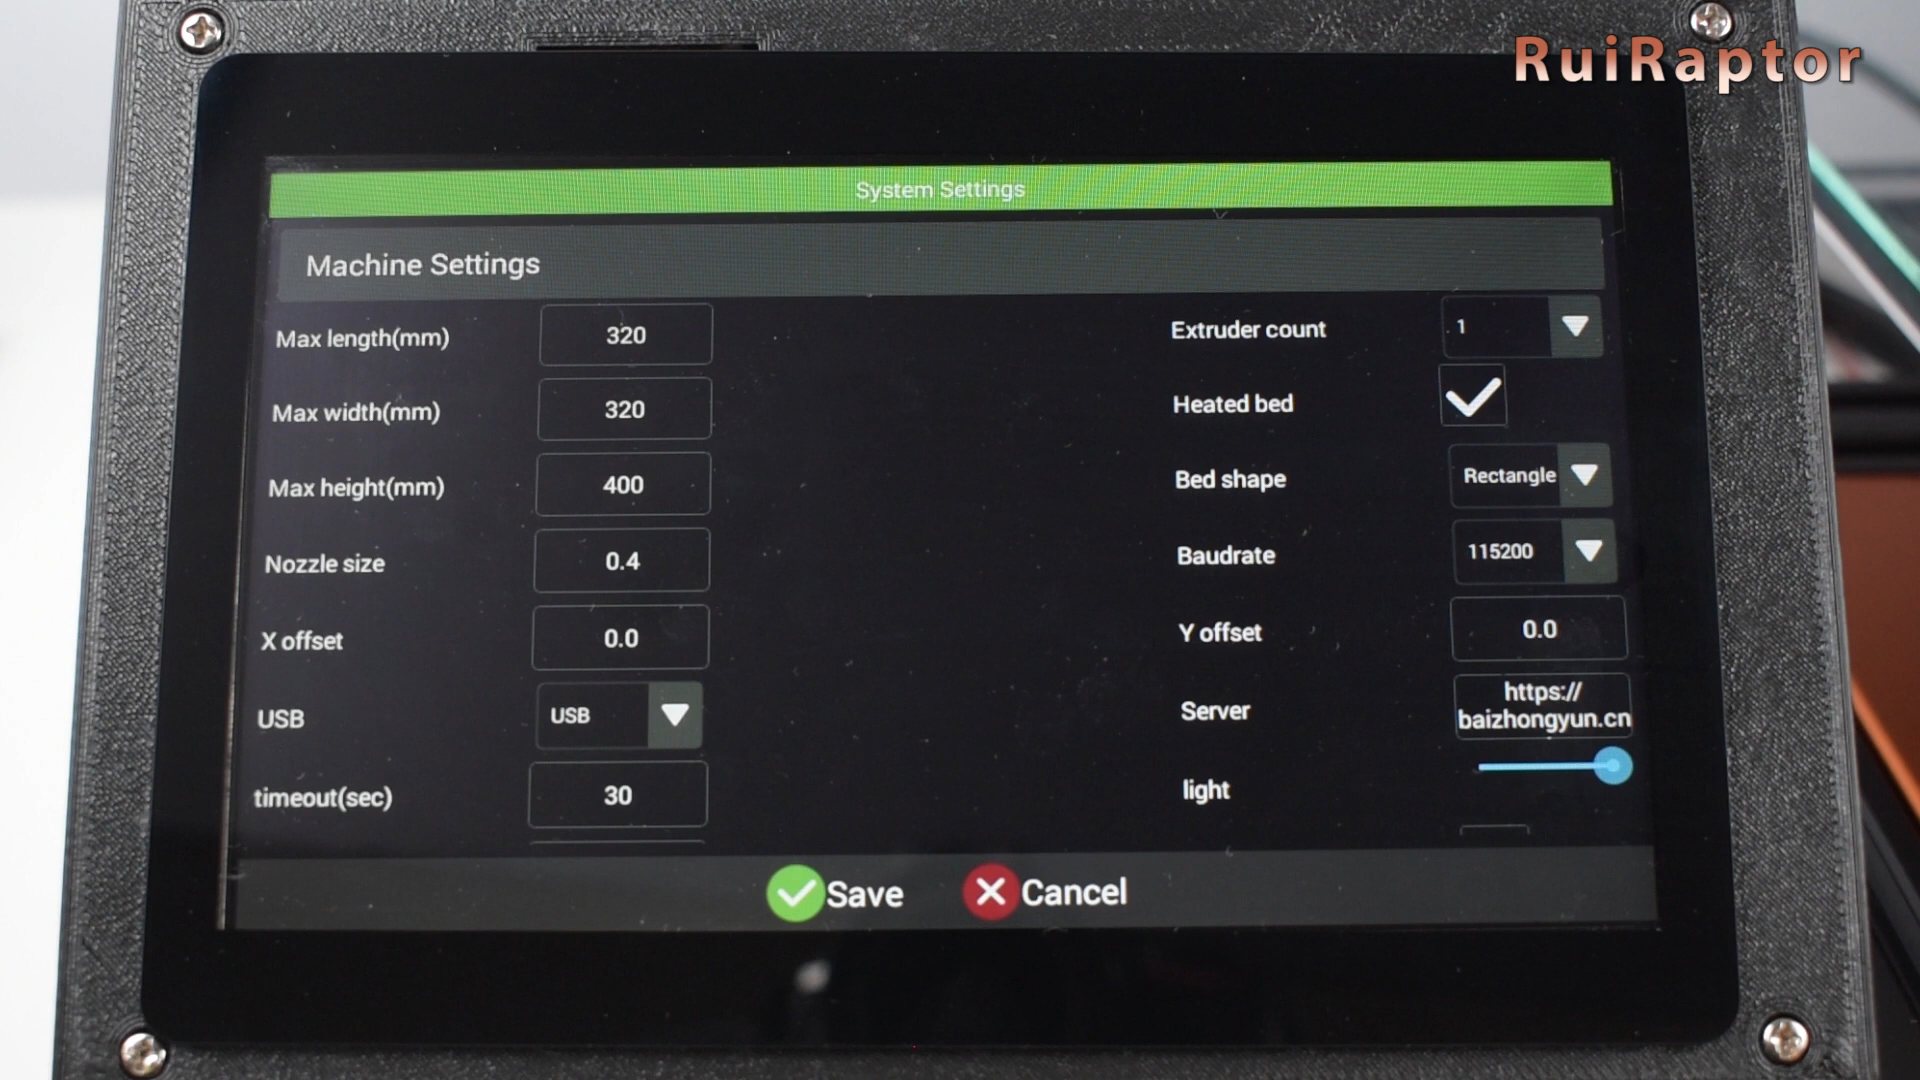 RuiRaptor
System Settings
Machine Settings
Max length(mm) 320 Extruder count 1
Max width(mm) 320 Heated bed
Max height(mm) 400 Bed shape Rectangle
Nozzle size 0.4 Baudrate 115200
X offset 0.0 Y offset 0.0
USB USB Server https://
baizhongyun.cn
timeout(sec) 30 light
Save Cancel